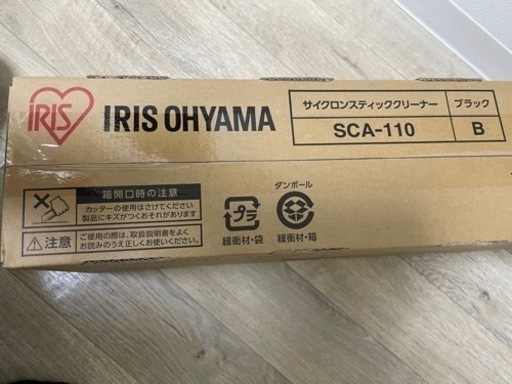 IRIS
IRIS OHYAMA
サイクロンスティッククリーナー
ブラック
SCA-110
B
箱開口時の注意
カッターの使用はさけてください
製品にキズがつくおそれがあります
注意
ご使用の際は、取扱説明書をよく
お読みのうえ正しくお使いください。
プラ
緩衝材・袋
ダンボール
緩衝材・箱